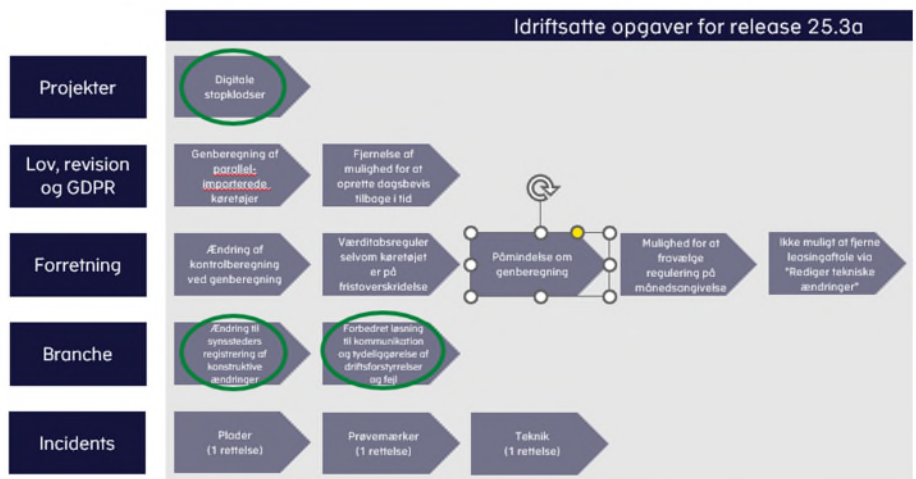 Idriftsatte opgaver for release 25.3a
Projekter
Digitale
stopklodser
Lov, revision
og GDPR
Genberegning af
parallel-
importerede
køretøjer
Fjernelse af
mulighed for at
oprette dagsbevis
tilbage i tid
Forretning
Ændring af
kontrolberegning
ved genberegning
Værditabsreguler
selvom køretøjet
er på
fristoverskridelse
Påmindelse om
genberegning
Mulighed for at
fravælge
regulering på
månedsangivelse
Ikke muligt at fjerne
leasingaftale via
"Rediger tekniske
ændringer"
Branche
Ændring til
synssteders
registrering af
konstruktive
ændringer
Forbedret løsning
til kommunikation
og tydeliggørelse af
driftsforstyrrelser
og fejl
Incidents
Plader
(1 rettelse)
Prøvemærker
(1 rettelse)
Teknik
(1 rettelse)